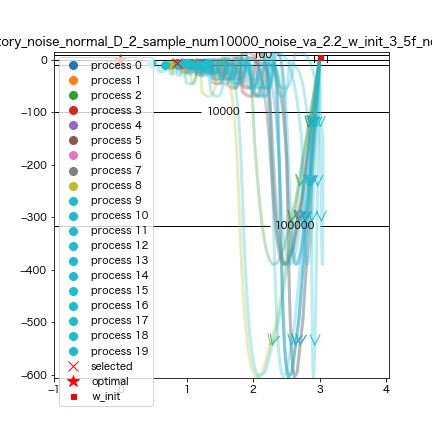 tory_noise_normal_D_2_sample_num10000_noise_va_2.2_w_init_3_5f_no
100
0
−100
−200
−300
−400
−500
−600
10000
100000
process 0
process 1
process 2
process 3
process 4
process 5
process 6
process 7
process 8
process 9
process 10
process 11
process 12
process 13
process 14
process 15
process 16
process 17
process 18
process 19
selected
optimal
w_init
1
2
3
4